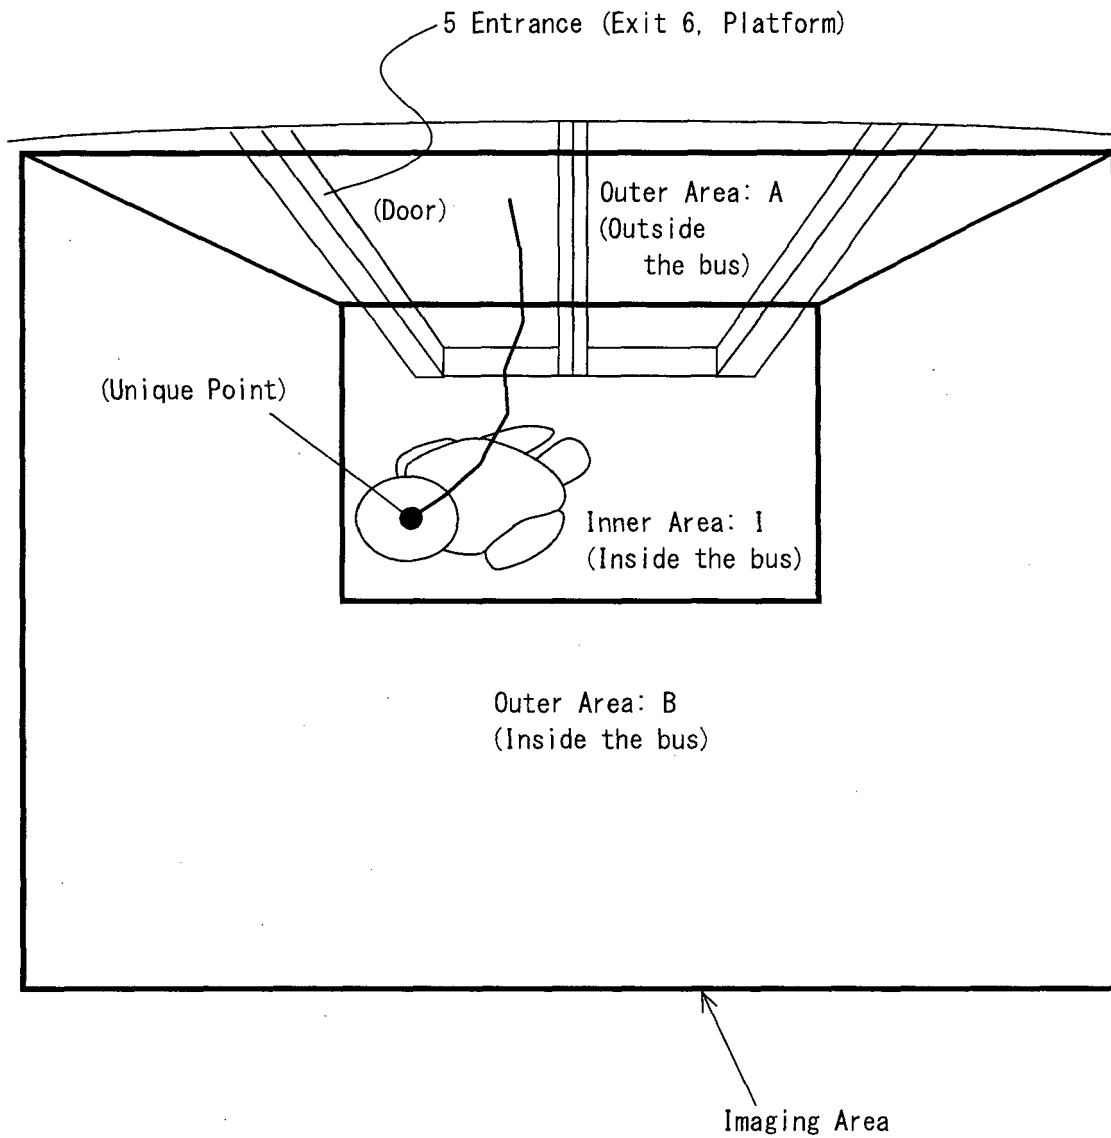 5 Entrance (Exit 6, Platform)
(Door)
Outer Area: A
(Outside
the bus)
(Unique Point)
Inner Area: I
(Inside the bus)
Outer Area: B
(Inside the bus)
Imaging Area